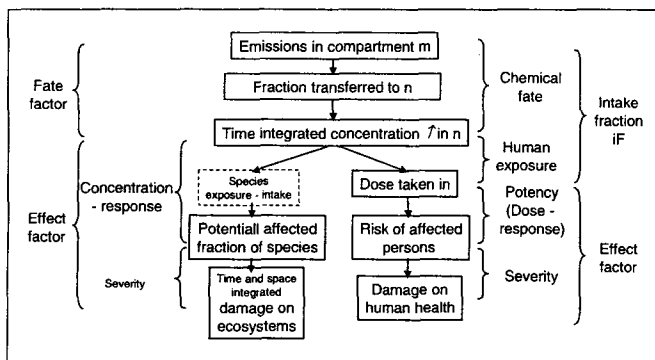 Emissions in compartment m
Fraction transferred to n
Time integrated concentration ↑ in n
Fate
factor
Chemical
fate
Intake
fraction
iF
Human
exposure
Species
exposure - intake
Dose taken in
Concentration
- response
Potency
(Dose -
response)
Effect
factor
Potentiall affected
fraction of species
Risk of affected
persons
Effect
factor
Severity
Time and space
integrated
damage on
ecosystems
Damage on
human health
Severity